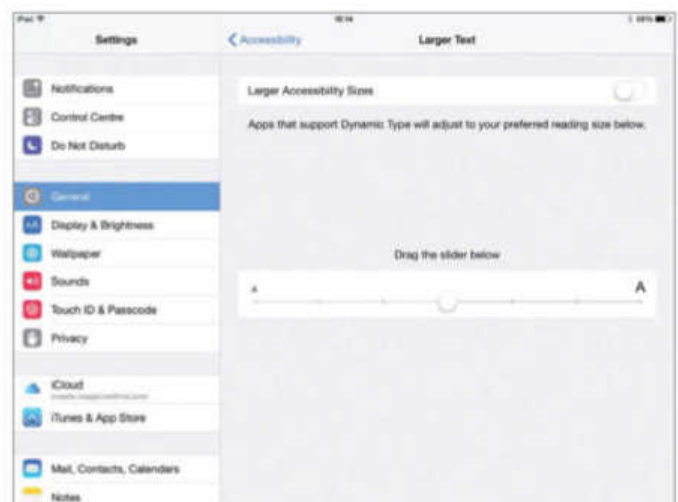 iPad
Settings
Accessibility
Larger Text
Notifications
Control Centre
Do Not Disturb
General
Display & Brightness
Wallpaper
Sounds
Touch ID & Passcode
Privacy
iCloud
iTunes & App Store
Mail, Contacts, Calendars
Notes
Larger Accessibility Sizes
Apps that support Dynamic Type will adjust to your preferred reading size below.
Drag the slider below
A
A